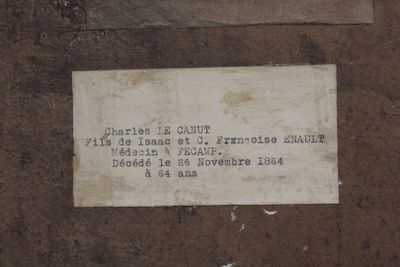 Charles LE CANUT
Fils de Isaac et C. Françoise ENAULT
Médecin à FECAMP.
Décédé le 26 Novembre 1864
à 64 ans